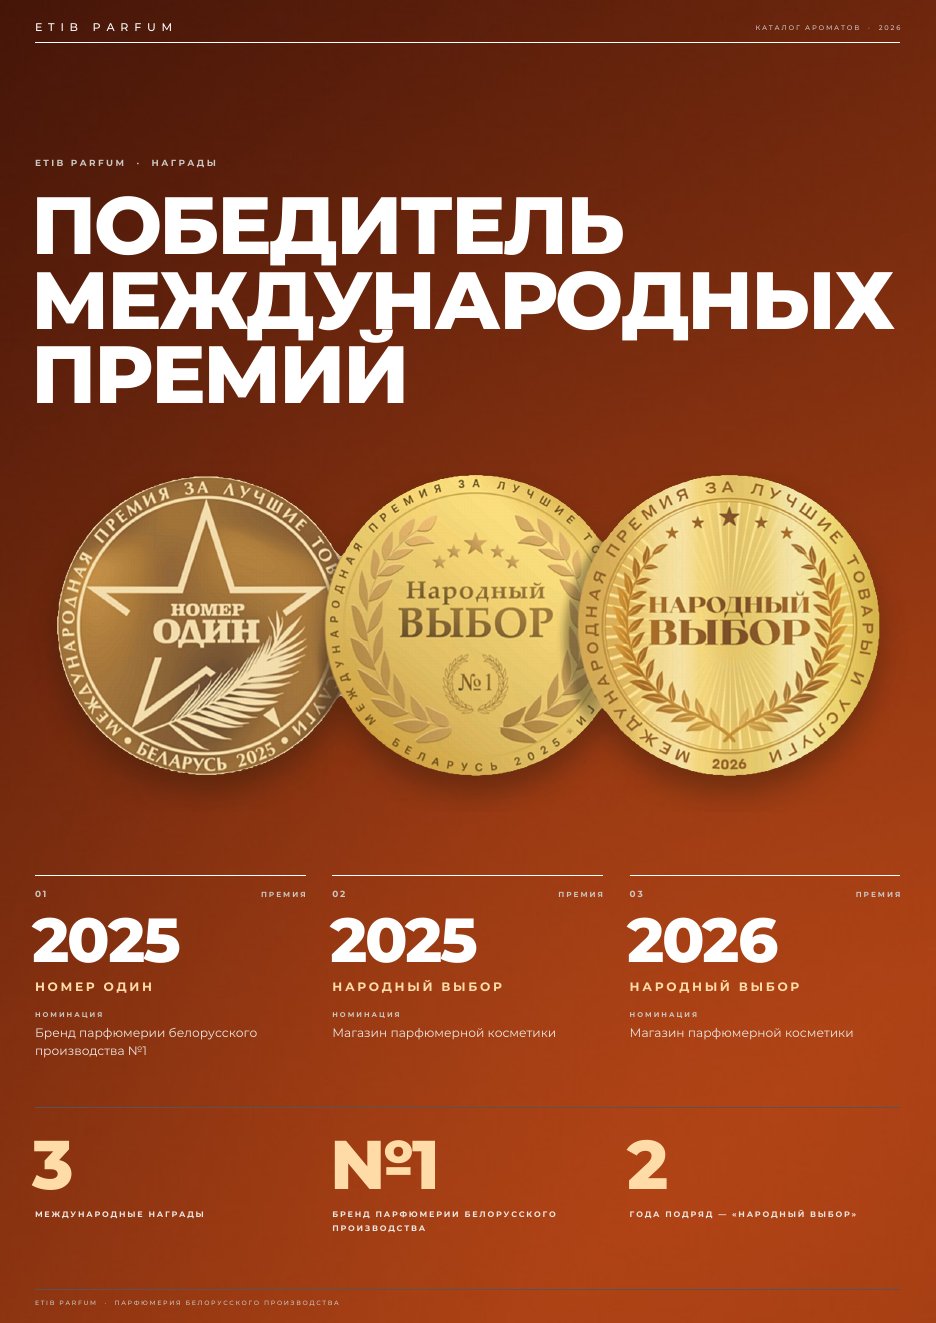 ETIB PARFUM
КАТАЛОГ АРОМАТОВ · 2026
ETIB PARFUM · НАГРАДЫ
ПОБЕДИТЕЛЬ
МЕЖДУНАРОДНЫХ
ПРЕМИЙ
МЕЖДУНАРОДНАЯ ПРЕМИЯ ЗА ЛУЧШИЕ
НОМЕР
ОДИН
• БЕЛАРУСЬ 2025 •
МЕЖДУНАРОДНАЯ ПРЕМИЯ ЗА ЛУЧШИЕ
Народный
ВЫБОР
№1
БЕЛАРУСЬ 2025
МЕЖДУНАРОДНАЯ ПРЕМИЯ ЗА ЛУЧШИЕ ТОВАРЫ И УСЛУГИ
НАРОДНЫЙ
ВЫБОР
2026
01 ПРЕМИЯ
2025
НОМЕР ОДИН
НОМИНАЦИЯ
Бренд парфюмерии белорусского
производства №1
02 ПРЕМИЯ
2025
НАРОДНЫЙ ВЫБОР
НОМИНАЦИЯ
Магазин парфюмерной косметики
03 ПРЕМИЯ
2026
НАРОДНЫЙ ВЫБОР
НОМИНАЦИЯ
Магазин парфюмерной косметики
3
МЕЖДУНАРОДНЫЕ НАГРАДЫ
№1
БРЕНД ПАРФЮМЕРИИ БЕЛОРУССКОГО
ПРОИЗВОДСТВА
2
ГОДА ПОДРЯД — «НАРОДНЫЙ ВЫБОР»
ETIB PARFUM · ПАРФЮМЕРИЯ БЕЛОРУССКОГО ПРОИЗВОДСТВА